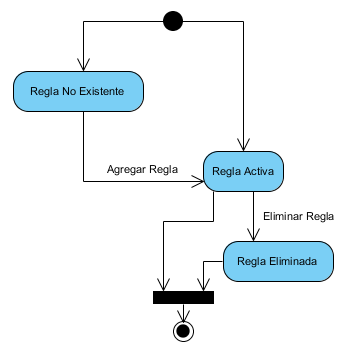 Regla No Existente
Agregar Regla
Regla Activa
Eliminar Regla
Regla Eliminada